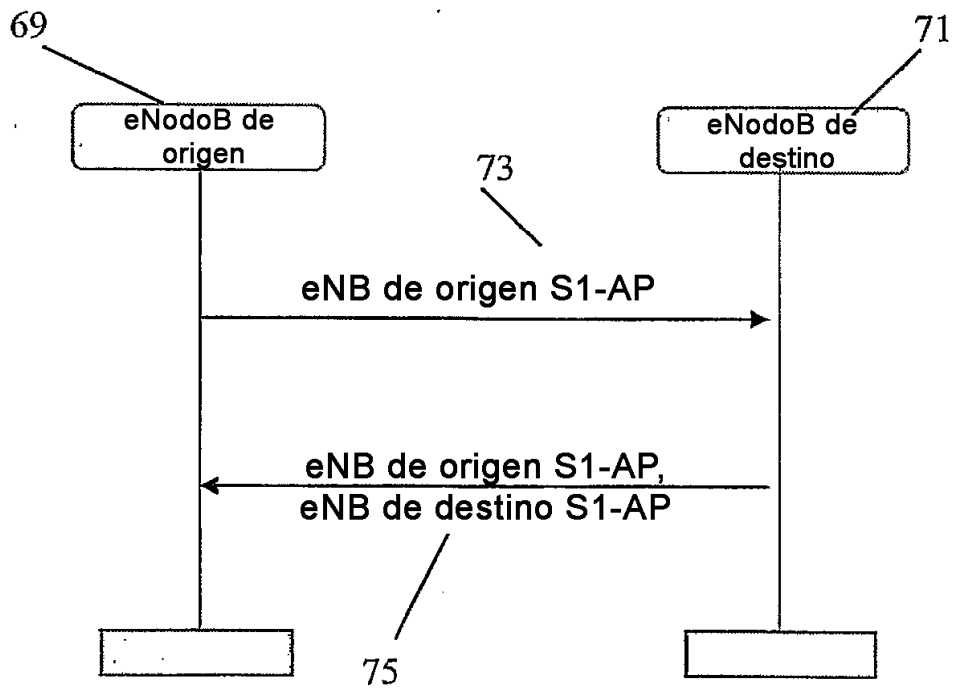 69
71
eNodoB de
origen
eNodoB de
destino
73
eNB de origen S1-AP
eNB de origen S1-AP,
eNB de destino S1-AP
75